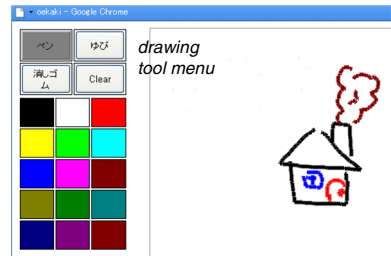 oekaki - Google Chrome
ペン
ゆび
drawing
tool menu
消しゴ
ム
Clear